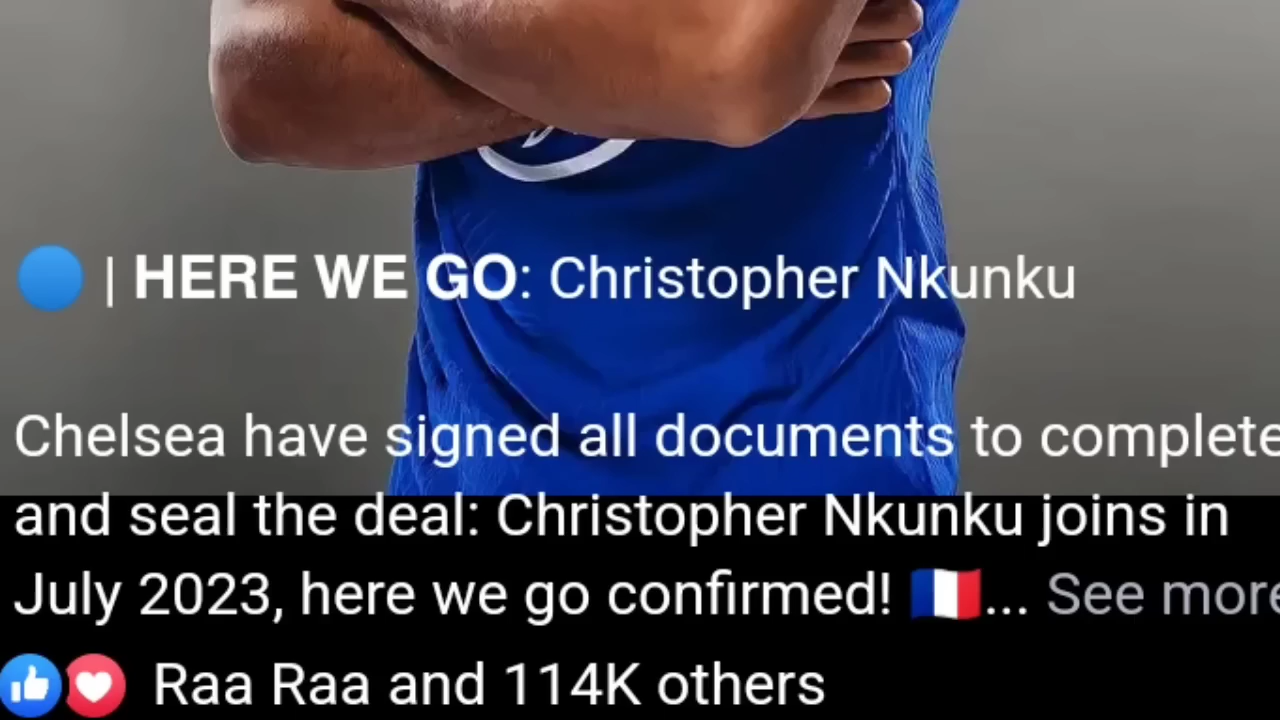 🔵 | HERE WE GO: Christopher Nkunku
Chelsea have signed all documents to complete
and seal the deal: Christopher Nkunku joins in
July 2023, here we go confirmed! 🇫🇷... See more
Raa Raa and 114K others